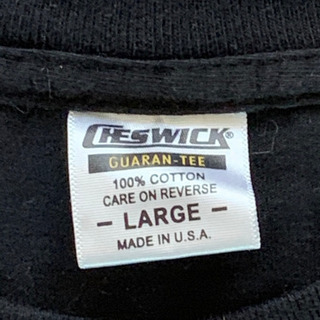 CHESWICK®
GUARAN-TEE
100% COTTON
CARE ON REVERSE
- LARGE -
MADE IN U.S.A.